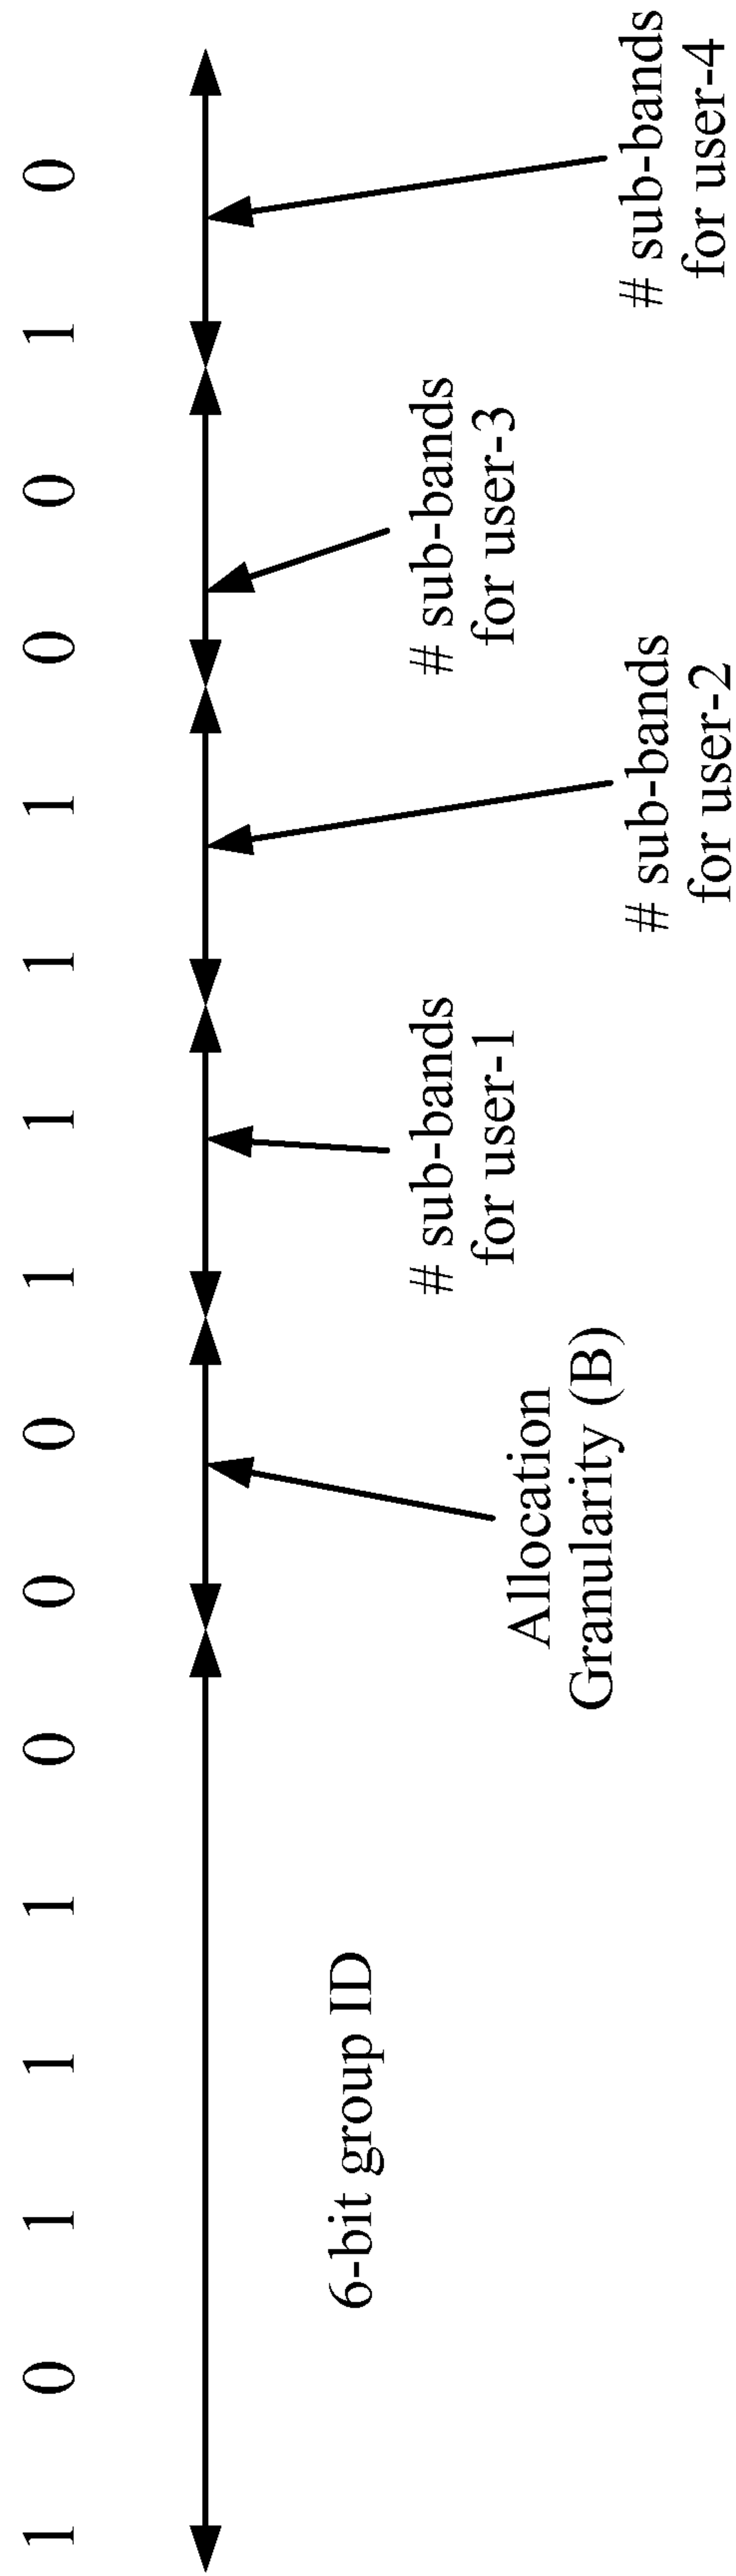 1 0 1 1 1 0 0 0 1 1 1 1 0 0 1 0
6-bit group ID
Allocation
Granularity (B)
# sub-bands
for user-1
# sub-bands
for user-2
# sub-bands
for user-3
# sub-bands
for user-4